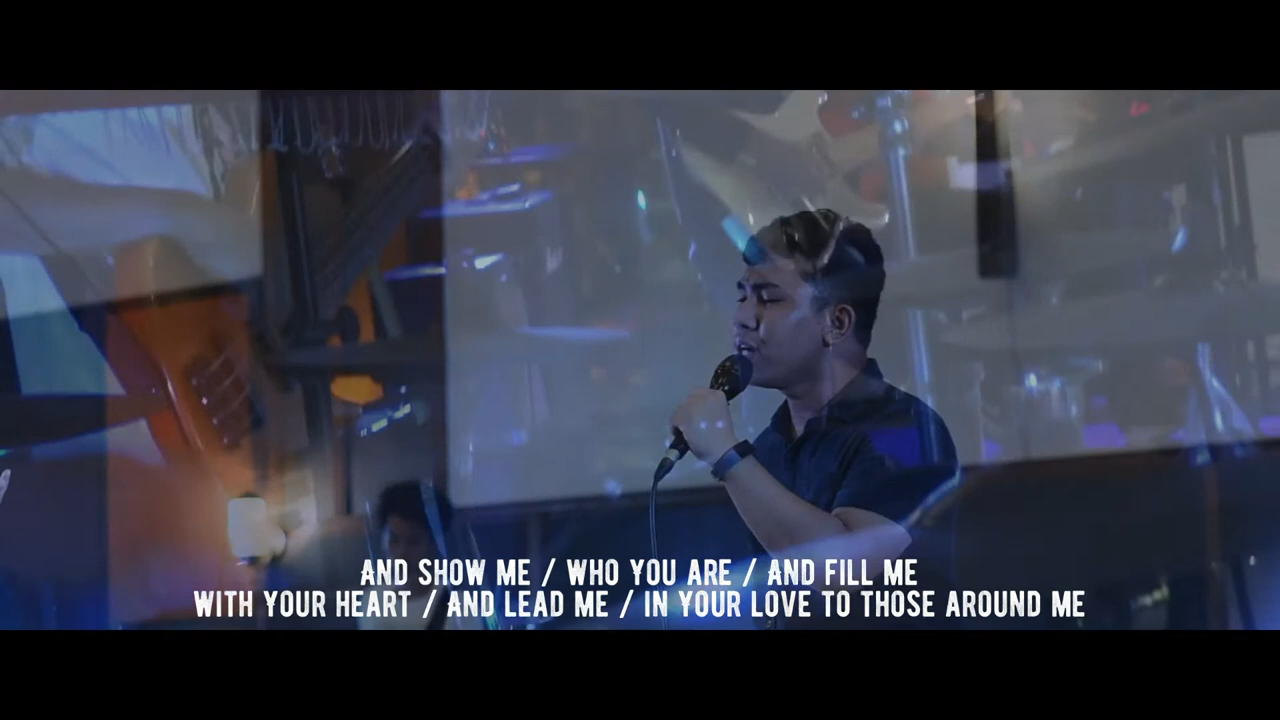 AND SHOW ME / WHO YOU ARE / AND FILL ME
WITH YOUR HEART / AND LEAD ME / IN YOUR LOVE TO THOSE AROUND ME